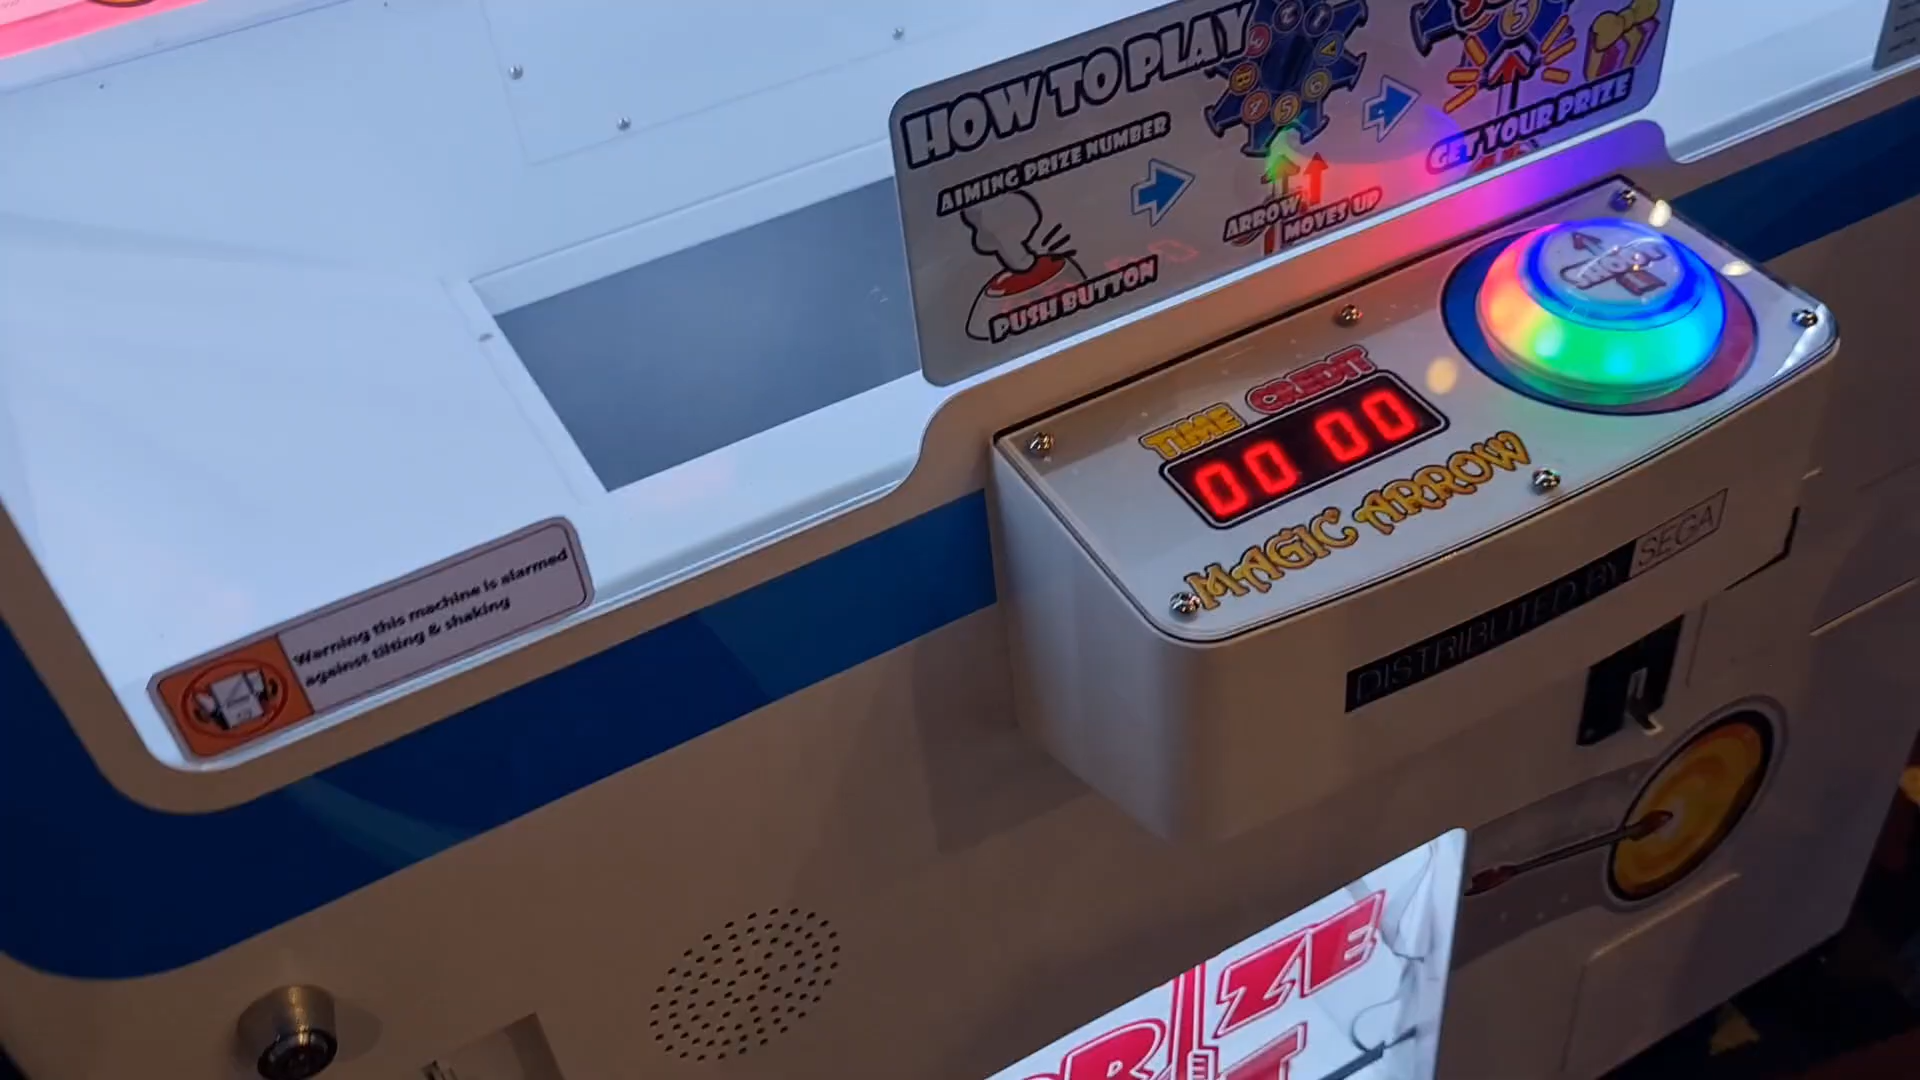 HOW TO PLAY
AIMING PRIZE NUMBER
PUSH BUTTON
ARROW
MOVES UP
GET YOUR PRIZE
SHOOT
TIME CREDIT
00 00
MAGIC ARROW
DISTRIBUTED BY SEGA
Warning this machine is alarmed
against tilting & shaking